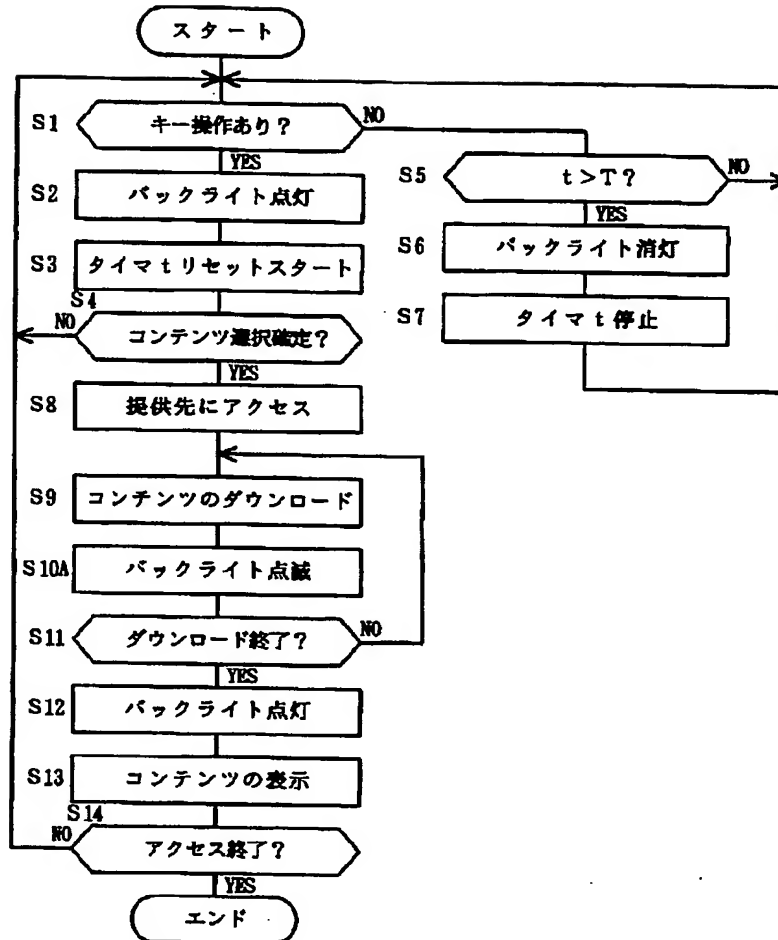 スタート
S1 キー操作あり? NO
YES
S2 バックライト点灯
S3 タイマtリセットスタート
S4
NO コンテンツ選択確定?
YES
S5 t>T? NO
YES
S6 バックライト消灯
S7 タイマt停止
S8 提供先にアクセス
S9 コンテンツのダウンロード
S10A バックライト点滅
S11 ダウンロード終了? NO
YES
S12 バックライト点灯
S13 コンテンツの表示
S14
NO アクセス終了?
YES
エンド